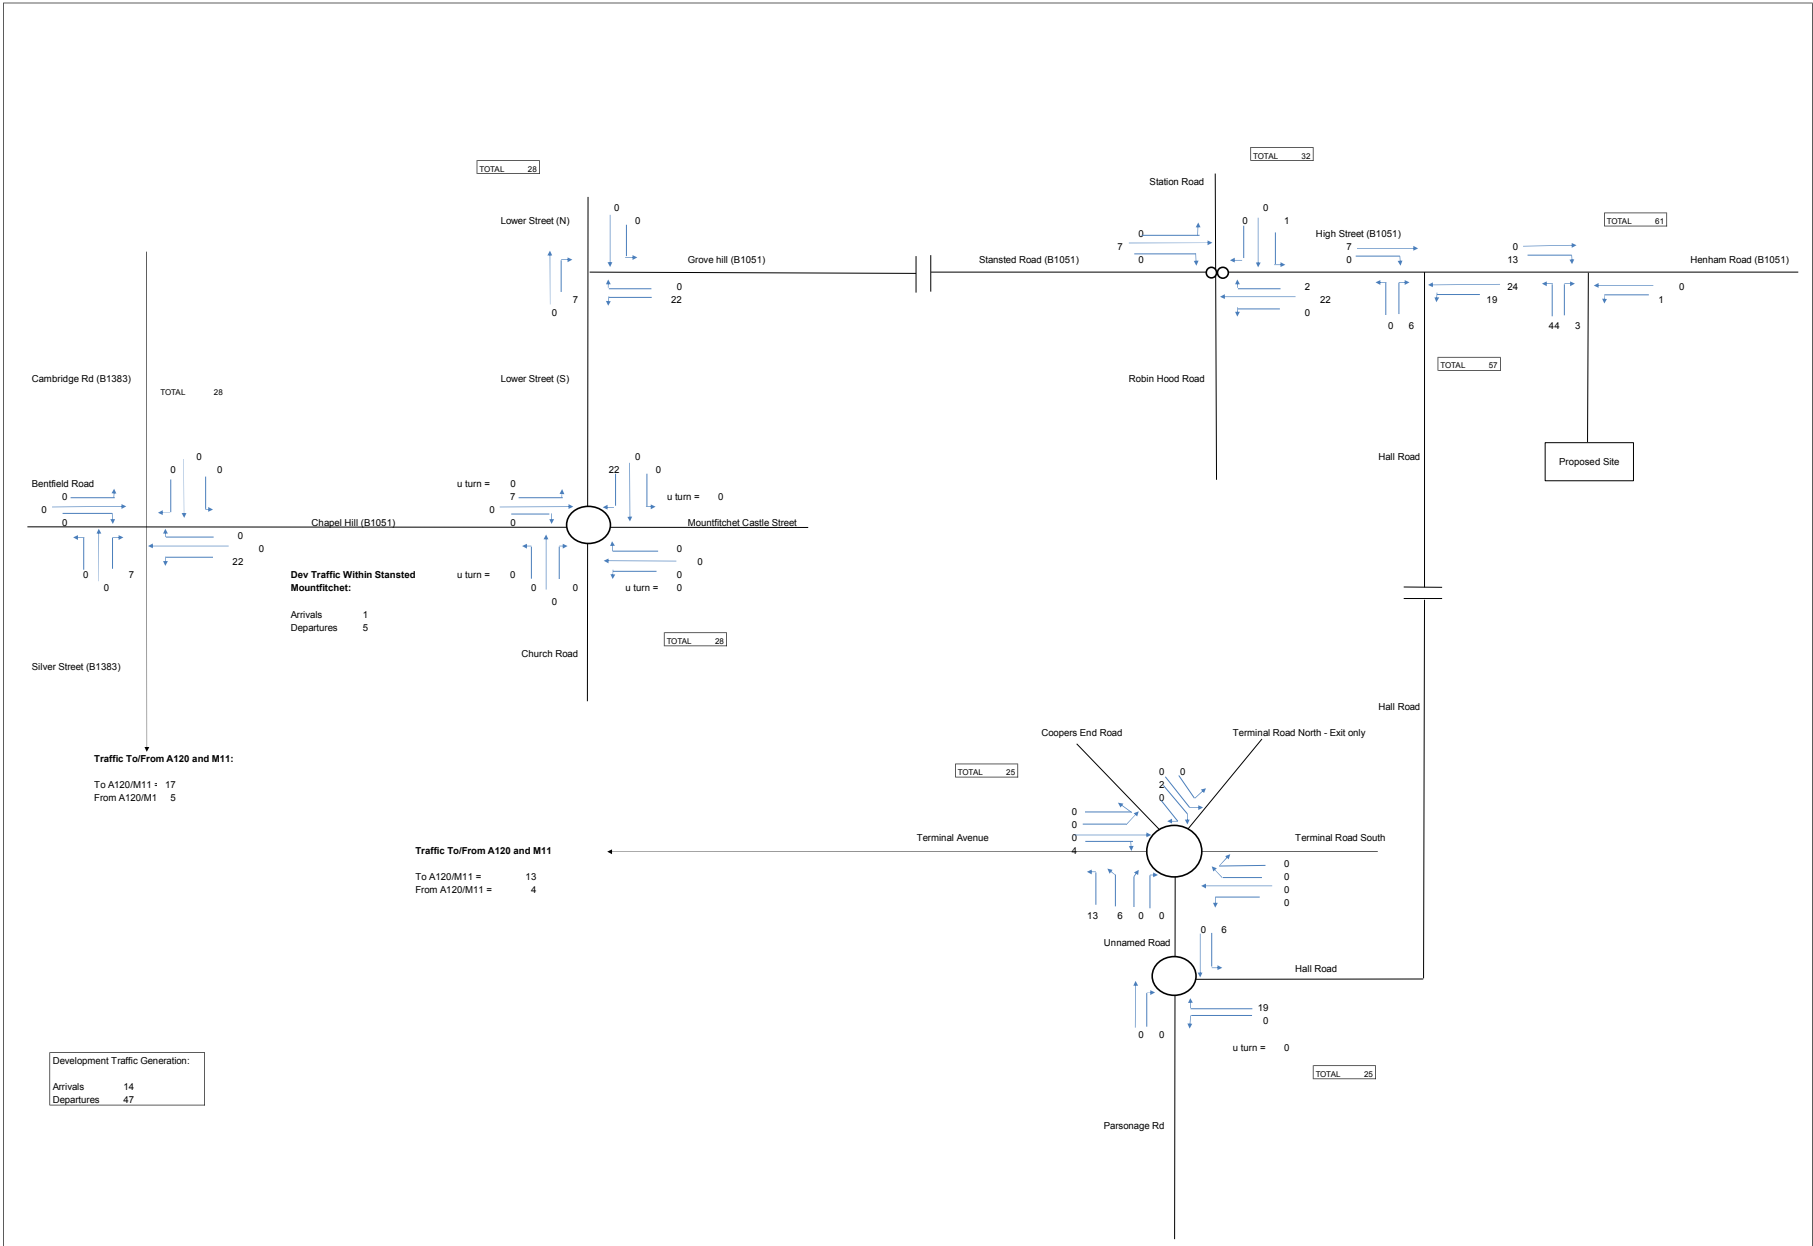 TOTAL 32
TOTAL 28
Station Road
0
0
Lower Street (N)
0
0
0
1
TOTAL 61
High Street (B1051)
0
7
7
0
0
13
Grove hill (B1051)
Stansted Road (B1051)
0
Henham Road (B1051)
0
22
2
22
0
24
19
0
1
7
0
0 6
44 3
TOTAL 57
Cambridge Rd (B1383)
TOTAL 28
Lower Street (S)
Robin Hood Road
0
0
0
Hall Road
Proposed Site
22
0
0
Bentfield Road
u turn = 0
0
0
0
7
0
0
u turn = 0
Chapel Hill (B1051)
Mountfitchet Castle Street
0
0
22
0
0
0
0 7
0
Dev Traffic Within Stansted
Mountfitchet:
u turn = 0
0 0
0
u turn = 0
Arrivals 1
Departures 5
TOTAL 28
Church Road
Silver Street (B1383)
Hall Road
Coopers End Road
Terminal Road North - Exit only
Traffic To/From A120 and M11:
TOTAL 25
0 0
2
0
To A120/M11 = 17
From A120/M1 5
0
0
0
4
Terminal Avenue
Terminal Road South
Traffic To/From A120 and M11
0
0
0
0
To A120/M11 = 13
From A120/M11 = 4
13 6 0 0
0 6
Unnamed Road
Hall Road
19
0
0 0
u turn = 0
Development Traffic Generation:
TOTAL 25
Arrivals 14
Departures 47
Parsonage Rd